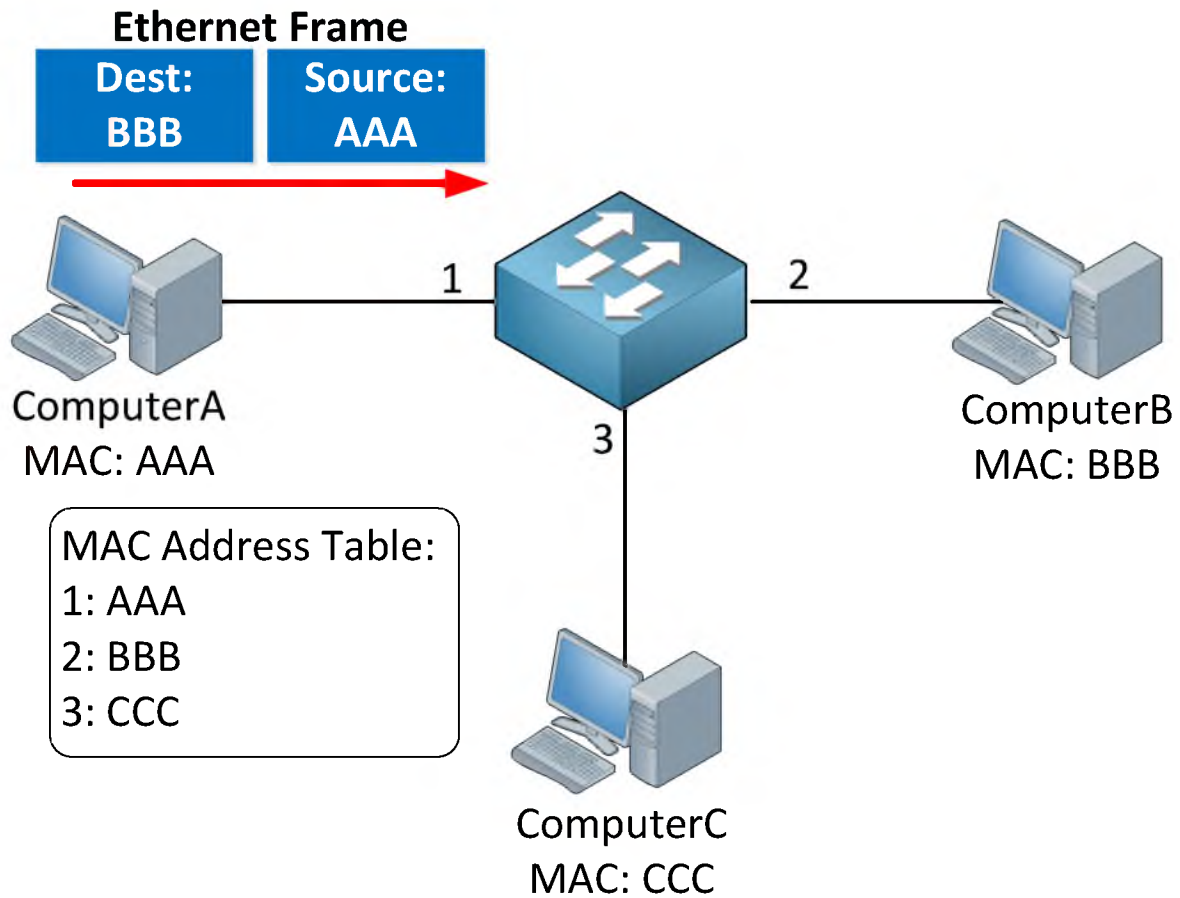 Ethernet Frame
Dest:
BBB
Source:
AAA
1
2
3
ComputerA
MAC: AAA
ComputerB
MAC: BBB
MAC Address Table:
1: AAA
2: BBB
3: CCC
ComputerC
MAC: CCC